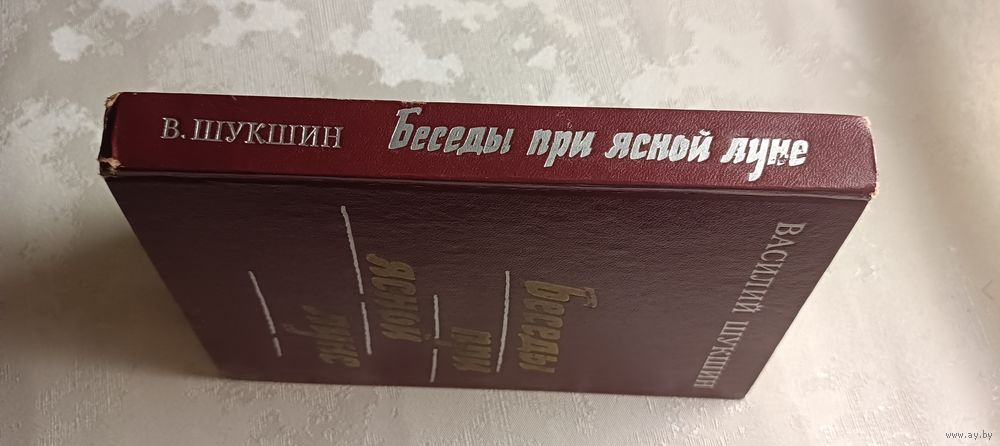 В. ШУКШИН
Беседы при ясной луне
ВАСИЛИЙ ШУКШИН
Беседы
при
ясной
луне
www.ay.by